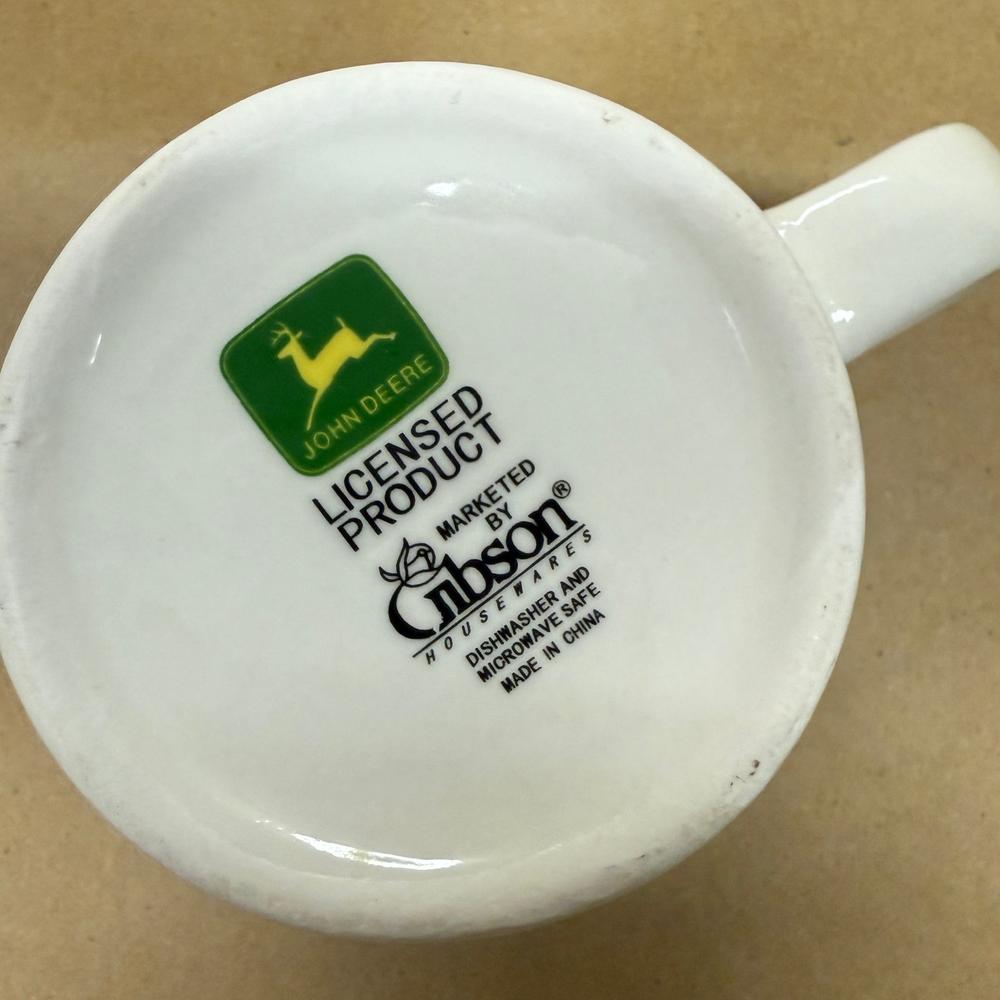 JOHN DEERE
LICENSED
PRODUCT
MARKETED
BY
Gibson®
HOUSEWARES
DISHWASHER AND
MICROWAVE SAFE
MADE IN CHINA